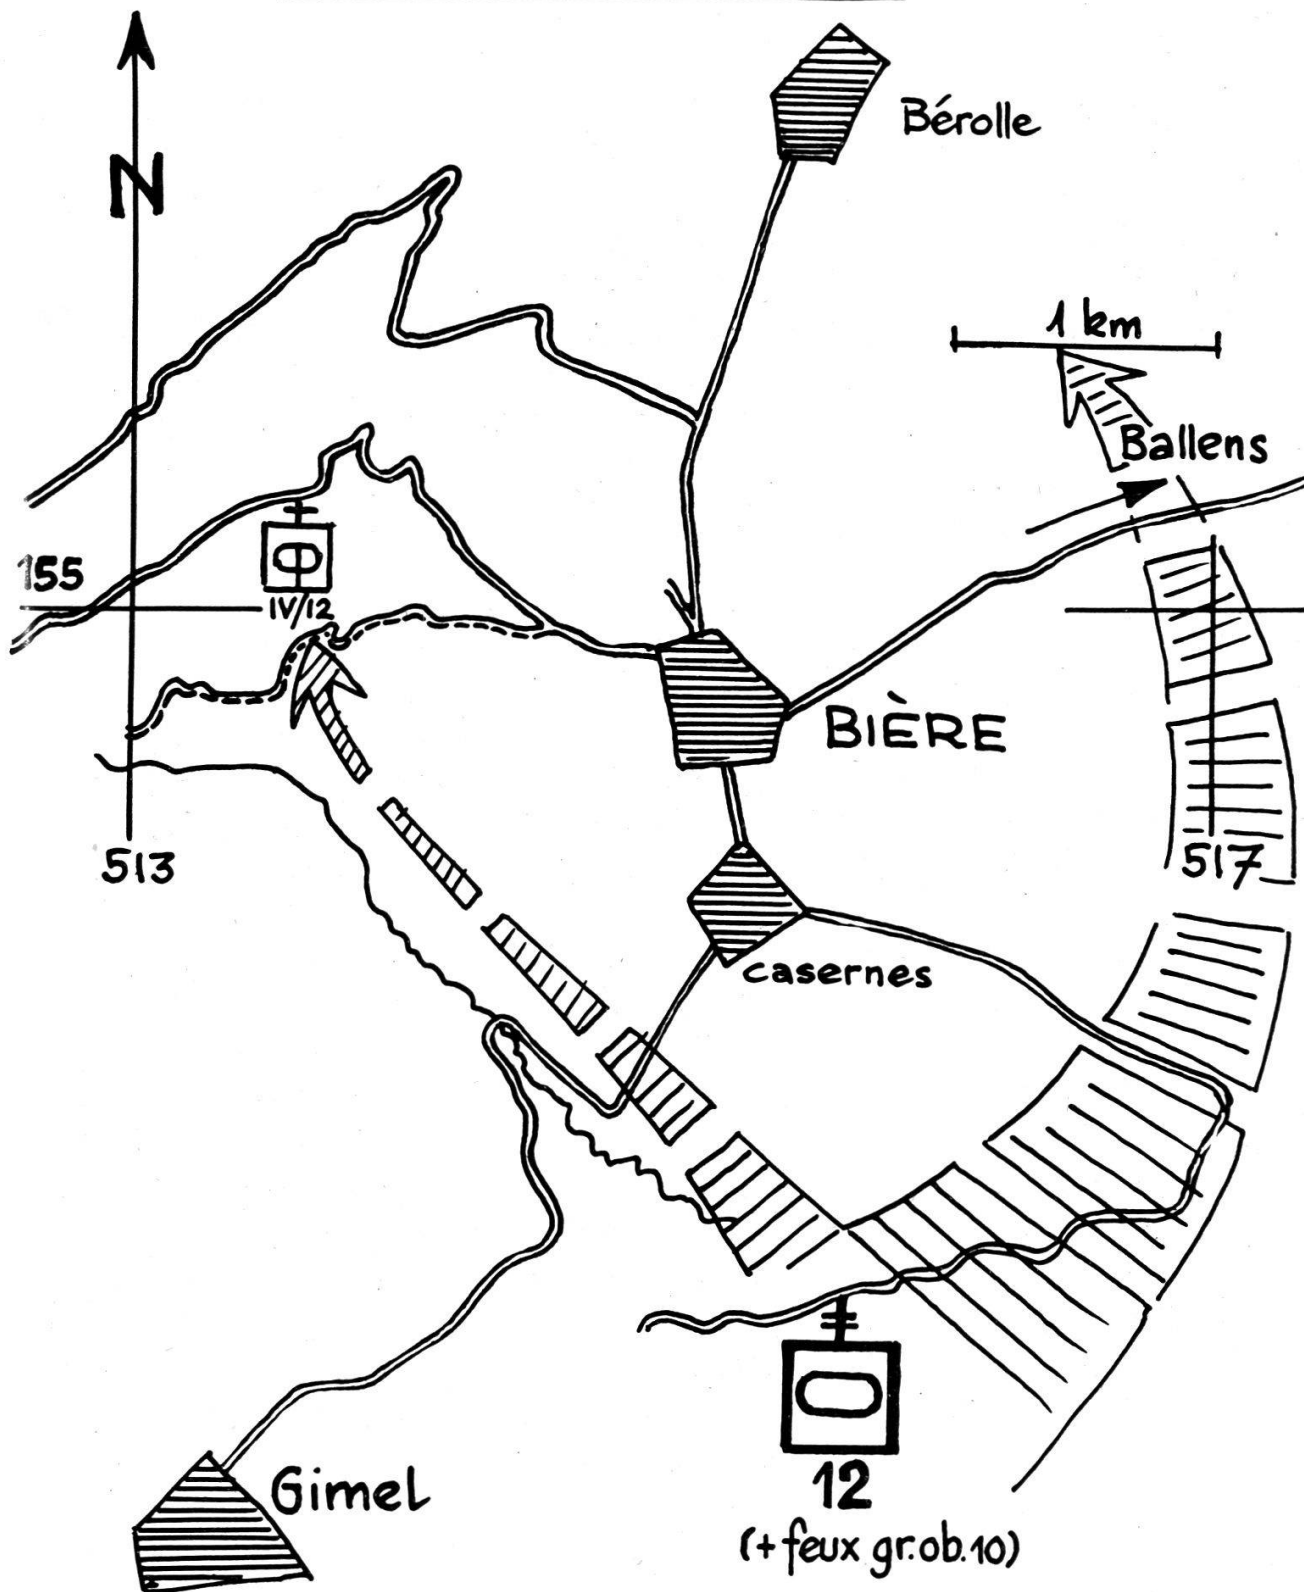 Bérolle
N
1 km
Ballens
155
IV/12
BIÈRE
513
517
casernes
Gimel
12
(+feux gr.ob.10)